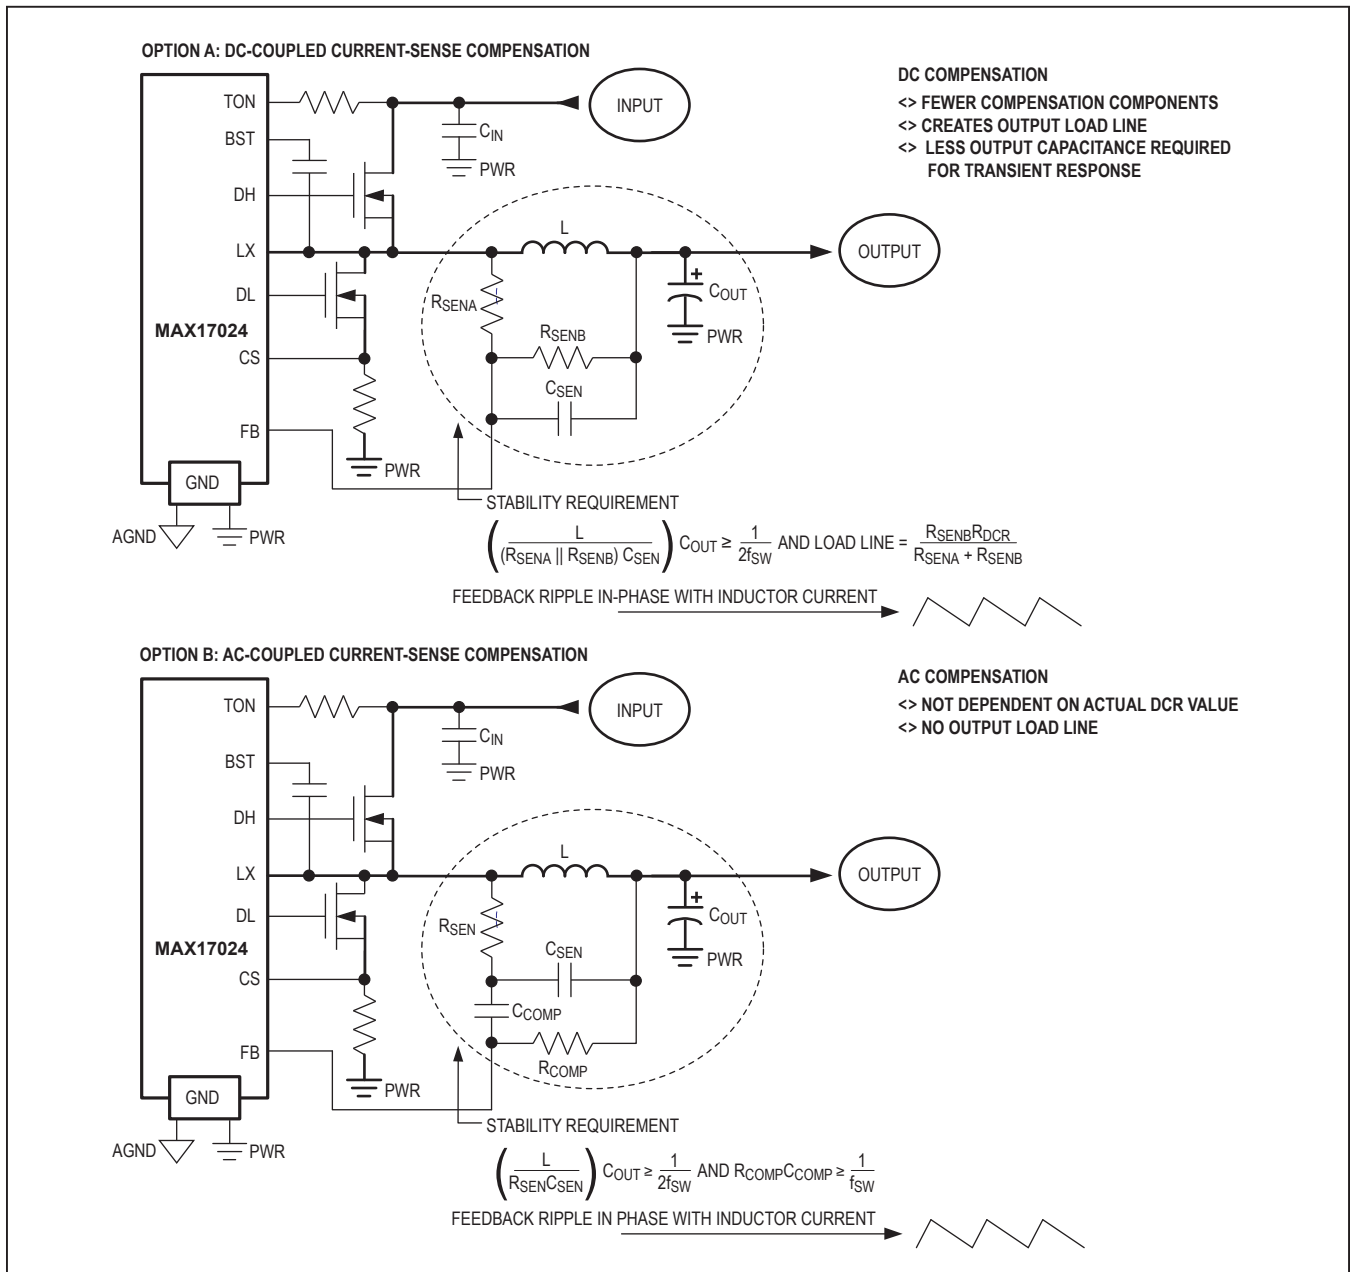 OPTION A: DC-COUPLED CURRENT-SENSE COMPENSATION
TON
BST
DH
LX
DL
MAX17024
CS
FB
GND
AGND
PWR
CIN
PWR
INPUT
L
RSENA
RSENB
CSEN
COUT
PWR
OUTPUT
PWR
DC COMPENSATION
<> FEWER COMPENSATION COMPONENTS
<> CREATES OUTPUT LOAD LINE
<> LESS OUTPUT CAPACITANCE REQUIRED
FOR TRANSIENT RESPONSE
STABILITY REQUIREMENT
(L / (RSENA || RSENB) CSEN) COUT ≥ 1 / 2fSW AND LOAD LINE = RSENBRDCR / RSENA + RSENB
FEEDBACK RIPPLE IN-PHASE WITH INDUCTOR CURRENT
OPTION B: AC-COUPLED CURRENT-SENSE COMPENSATION
TON
BST
DH
LX
DL
MAX17024
CS
FB
GND
AGND
PWR
CIN
PWR
INPUT
L
RSEN
CSEN
CCOMP
RCOMP
COUT
PWR
OUTPUT
PWR
AC COMPENSATION
<> NOT DEPENDENT ON ACTUAL DCR VALUE
<> NO OUTPUT LOAD LINE
STABILITY REQUIREMENT
(L / RSENCSEN) COUT ≥ 1 / 2fSW AND RCOMPCCOMP ≥ 1 / fSW
FEEDBACK RIPPLE IN PHASE WITH INDUCTOR CURRENT